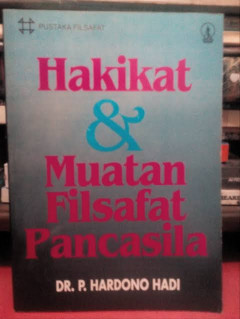 PUSTAKA FILSAFAT
Hakikat
&
Muatan
Filsafat
Pancasila
DR. P. HARDONO HADI